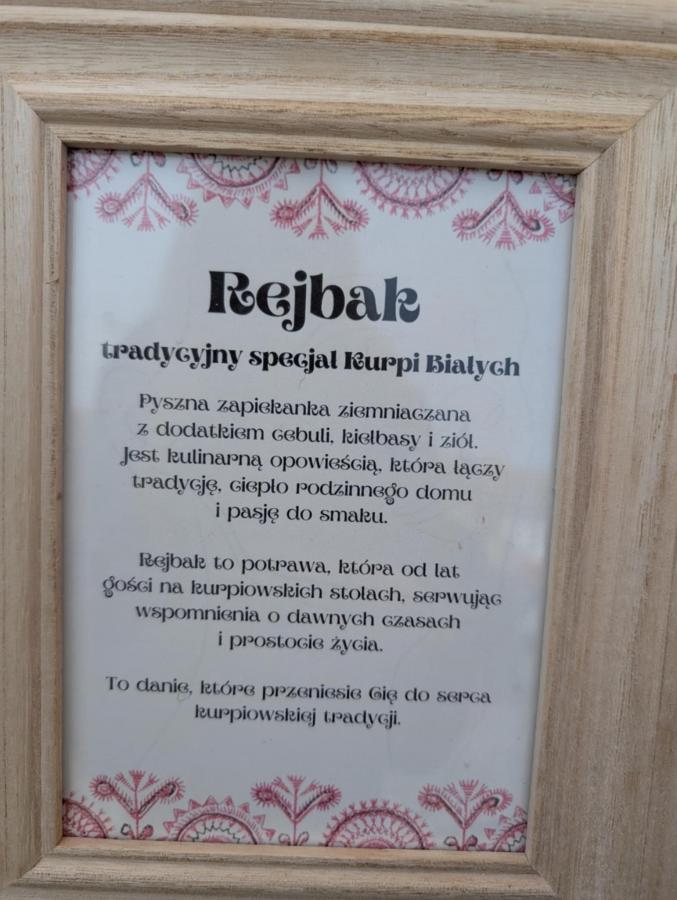 Rejbak
tradycyjny specjał Kurpi Białych
Pyszna zapiekanka ziemniaczana
z dodatkiem cebuli, kiełbasy i ziół.
Jest kulinarną opowieścią, która łączy
tradycję, ciepło rodzinnego domu
i pasję do smaku.
Rejbak to potrawa, która od lat
gości na kurpiowskich stołach, serwując
wspomnienia o dawnych czasach
i prostocie życia.
To danie, które przeniesie Cię do serca
kurpiowskiej tradycji.